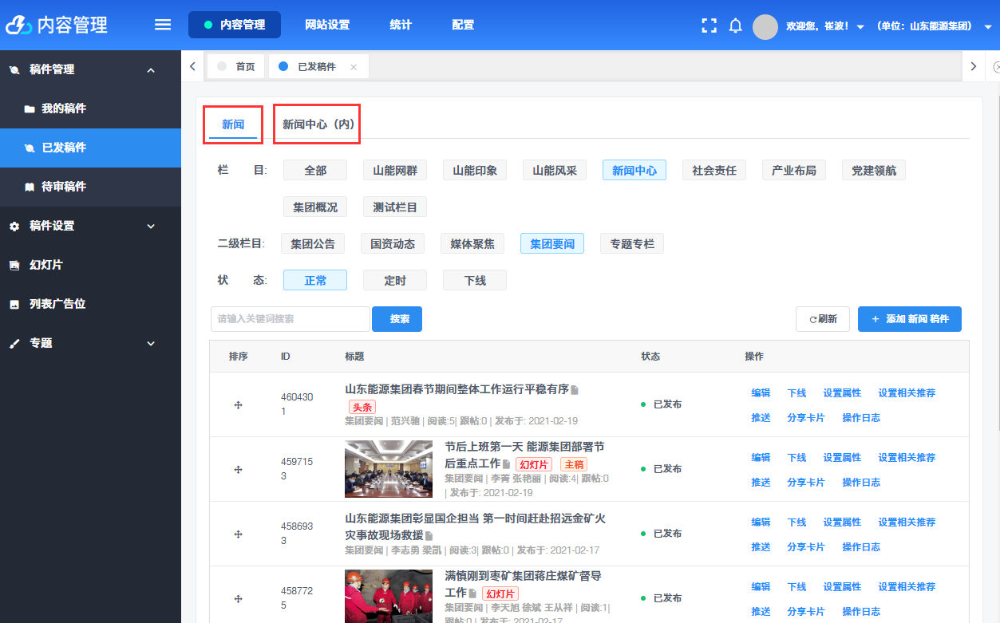 内容管理
内容管理 网站设置 统计 配置
欢迎您，崔波！ （单位：山东能源集团）
稿件管理
我的稿件
已发稿件
待审稿件
稿件设置
幻灯片
列表广告位
专题
首页 已发稿件
新闻 新闻中心（内）
栏 目: 全部 山能网群 山能印象 山能风采 新闻中心 社会责任 产业布局 党建领航
集团概况 测试栏目
二级栏目: 集团公告 国资动态 媒体聚焦 集团要闻 专题专栏
状 态: 正常 定时 下线
请输入关键词搜索 搜索 刷新 + 添加 新闻 稿件
排序 ID 标题 状态 操作
460430
1
山东能源集团春节期间整体工作运行平稳有序
头条
集团要闻 | 范兴驰 | 阅读:5| 跟帖:0 | 发布于: 2021-02-19
已发布
编辑 下线 设置属性 设置相关推荐
推送 分享卡片 操作日志
459715
3
节后上班第一天 能源集团部署节
后重点工作 幻灯片 主稿
集团要闻 | 李菁 张艳丽 | 阅读:4| 跟帖:0
| 发布于: 2021-02-19
已发布
编辑 下线 设置属性 设置相关推荐
推送 分享卡片 操作日志
458693
3
山东能源集团彰显国企担当 第一时间赶赴招远金矿火
灾事故现场救援
集团要闻 | 李志勇 梁凯 | 阅读:3| 跟帖:0 | 发布于: 2021-02-17
已发布
编辑 下线 设置属性 设置相关推荐
推送 分享卡片 操作日志
458772
5
满慎刚到枣矿集团蒋庄煤矿督导
工作 幻灯片
集团要闻 | 李天旭 徐斌 王从祥 | 阅读:1|
跟帖:0 | 发布于: 2021-02-17
已发布
编辑 下线 设置属性 设置相关推荐
推送 分享卡片 操作日志